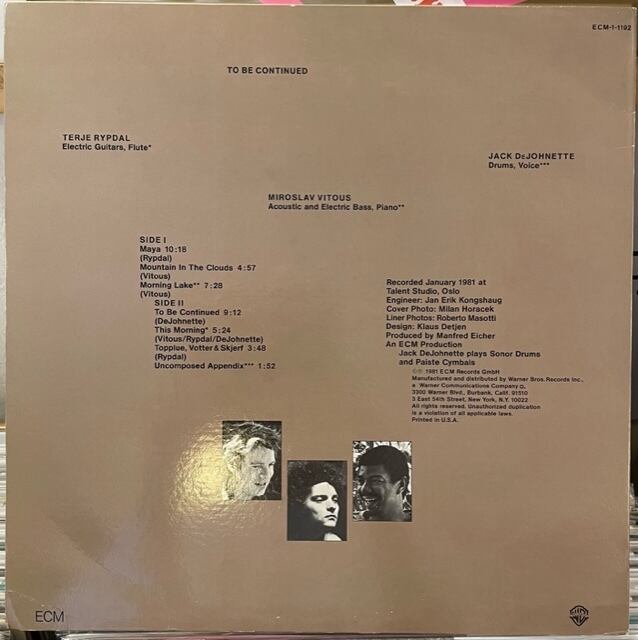 ECM-1-1192
TO BE CONTINUED
TERJE RYPDAL
Electric Guitars, Flute*
JACK DeJOHNETTE
Drums, Voice***
MIROSLAV VITOUS
Acoustic and Electric Bass, Piano**
SIDE I
Maya 10:18
(Rypdal)
Mountain In The Clouds 4:57
(Vitous)
Morning Lake** 7:28
(Vitous)
SIDE II
To Be Continued 9:12
(DeJohnette)
This Morning* 5:24
(Vitous/Rypdal/DeJohnette)
Topplue, Votter & Skjerf 3:48
(Rypdal)
Uncomposed Appendix*** 1:52
Recorded January 1981 at
Talent Studio, Oslo
Engineer: Jan Erik Kongshaug
Cover Photo: Milan Horacek
Liner Photos: Roberto Masotti
Design: Klaus Detjen
Produced by Manfred Eicher
An ECM Production
Jack DeJohnette plays Sonor Drums
and Paiste Cymbals
©℗ 1981 ECM Records GmbH
Manufactured and distributed by Warner Bros. Records Inc.,
a Warner Communications Company
3300 Warner Blvd., Burbank, Calif. 91510
3 East 54th Street, New York, N.Y. 10022
All rights reserved. Unauthorized duplication
is a violation of all applicable laws.
Printed in U.S.A.
ECM